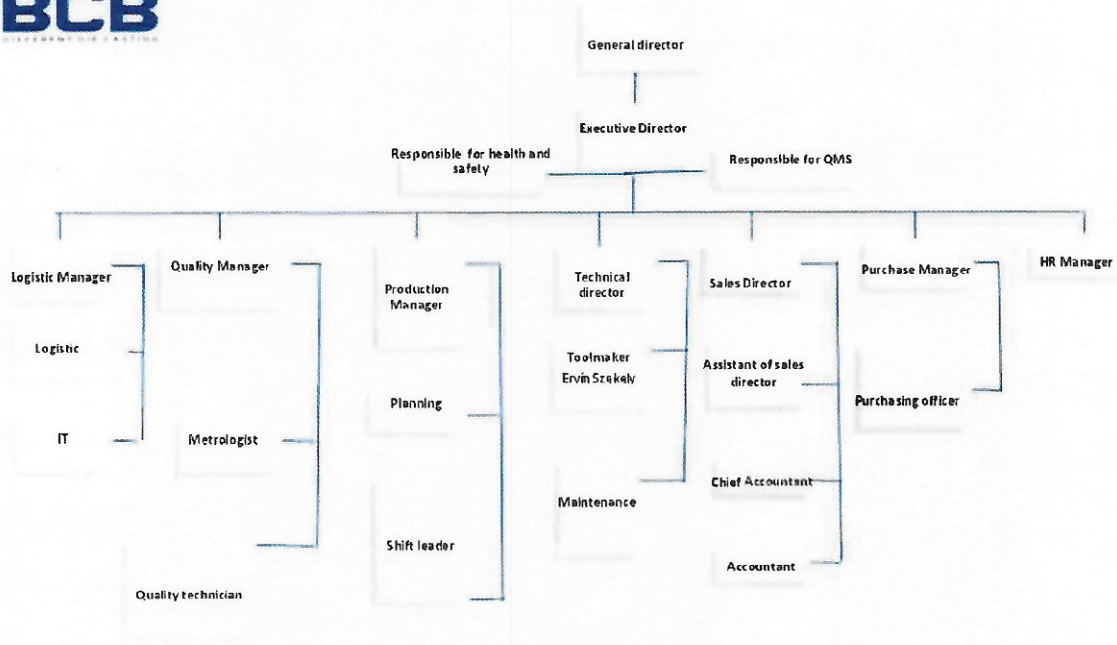 BCB
General director
Executive Director
Responsible for health and
safety
Responsible for QMS
Logistic Manager
Quality Manager
Production
Manager
Technical
director
Sales Director
Purchase Manager
HR Manager
Logistic
Toolmaker
Ervin Szekely
Assistant of sales
director
Planning
Purchasing officer
IT
Metrologist
Maintenance
Chief Accountant
Shift leader
Accountant
Quality technician